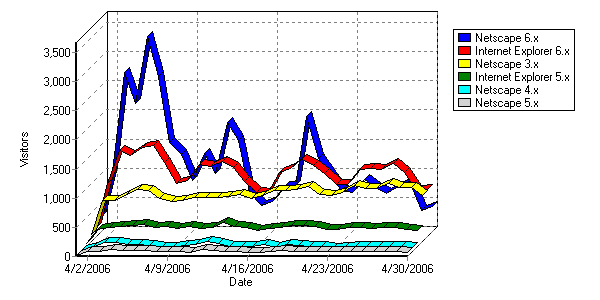 Netscape 6.x
Internet Explorer 6.x
Netscape 3.x
Internet Explorer 5.x
Netscape 4.x
Netscape 5.x
3,500
3,000
2,500
2,000
1,500
1,000
500
0
Visitors
4/2/2006 4/9/2006 4/16/2006 4/23/2006 4/30/2006
Date